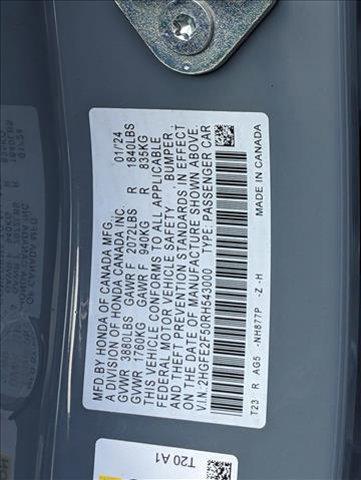 MFD.BY HONDA OF CANADA MFG.
A DIVISION OF HONDA CANADA INC. 01/24
GVWR 3880LBS GAWR F 2072LBS R 1840LBS
GVWR 1760KG GAWR F 940KG R 835KG
THIS VEHICLE CONFORMS TO ALL APPLICABLE
FEDERAL MOTOR VEHICLE SAFETY, BUMPER,
AND THEFT PREVENTION STANDARDS IN EFFECT
ON THE DATE OF MANUFACTURE SHOWN ABOVE.
V.I.N.:2HGFE2F50RH543000 TYPE:PASSENGER CAR
T23 R AG5 -NH877P -Z -H MADE IN CANADA
T20 A1